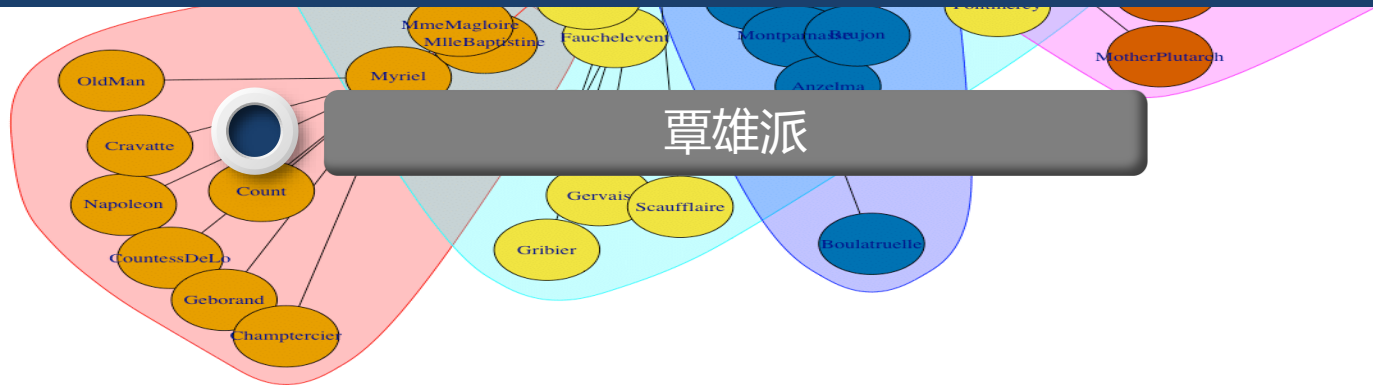 MmeMagloire
MlleBaptistine
Fauchelevent
Brujon
MotherPlutarch
OldMan
Myriel
Anzelma
覃雄派
Cravatte
Count
Napoleon
Gervais
Scaufflaire
Gribier
Boulatruelle
CountessDeLo
Geborand
Champtercier